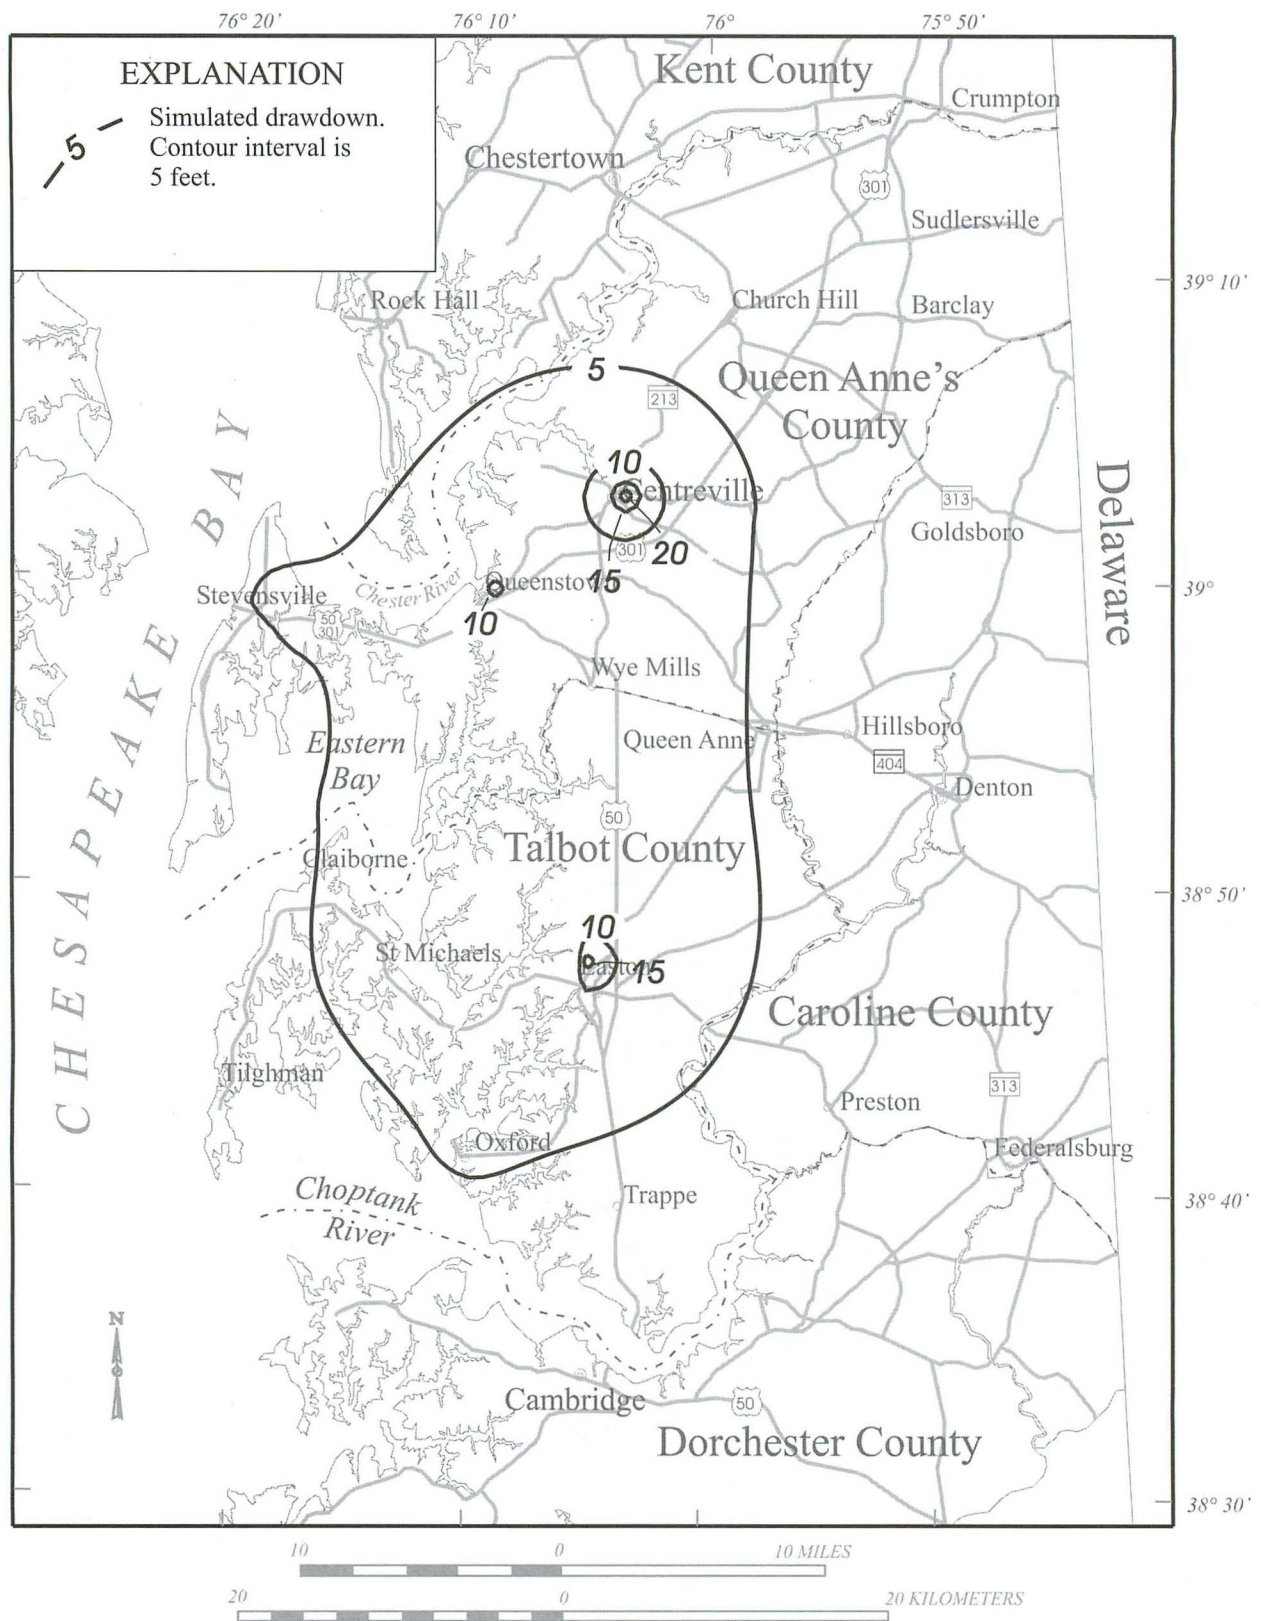 76° 20' 76° 10' 76° 75° 50'
EXPLANATION
5
Simulated drawdown.
Contour interval is
5 feet.
Kent County
Crumpton
Chestertown
301
Sudlersville
39° 10'
Rock Hall
Church Hill
Barclay
5
Queen Anne's
County
213
10
Centreville
313
Goldsboro
Delaware
301
20
15
Queenstown
39°
Chester River
Stevensville
50
301
10
CHESAPEAKE BAY
Wye Mills
Eastern
Bay
Queen Anne
Hillsboro
404
Denton
50
Talbot County
Claiborne
38° 50'
10
St Michaels
Easton
15
Caroline County
Tilghman
313
Preston
Oxford
Federalsburg
Choptank
River
Trappe
38° 40'
N
Cambridge
50
Dorchester County
38° 30'
10 0 10 MILES
20 0 20 KILOMETERS